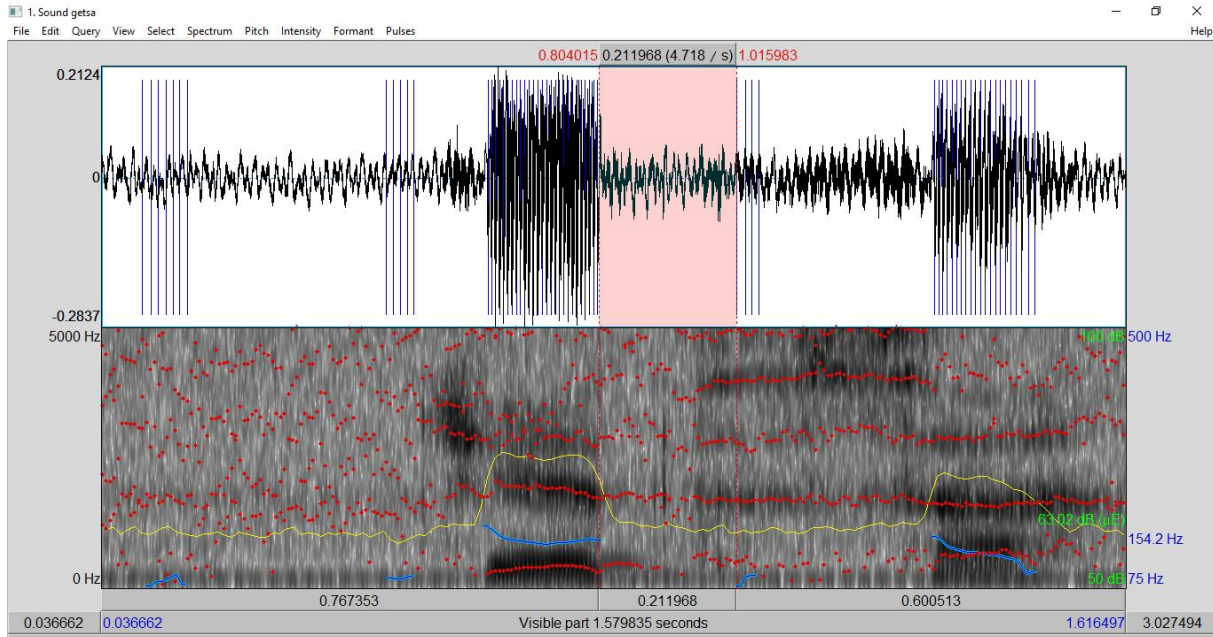 1. Sound getsa
File Edit Query View Select Spectrum Pitch Intensity Formant Pulses Help
0.804015 0.211968 (4.718 / s) 1.015983
0.2124
0
-0.2837
5000 Hz 100 dB 500 Hz
63.02 dB (µE)
154.2 Hz
0 Hz 50 dB 75 Hz
0.767353 0.211968 0.600513
0.036662 0.036662 Visible part 1.579835 seconds 1.616497 3.027494